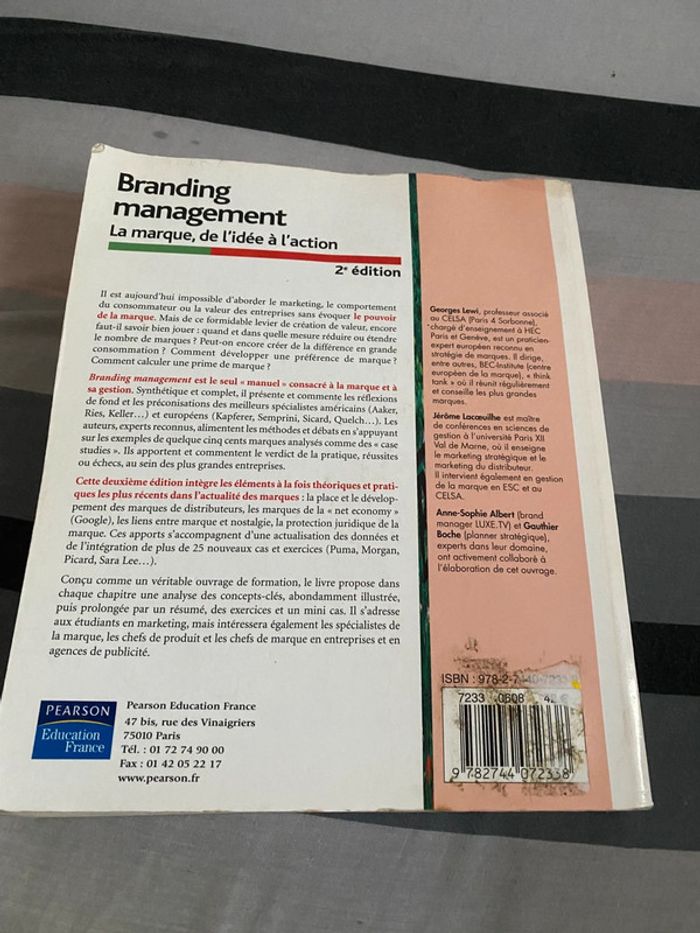 Branding
management
La marque, de l'idée à l'action
2e édition
Il est aujourd'hui impossible d'aborder le marketing, le comportement
du consommateur ou la valeur des entreprises sans évoquer le pouvoir
de la marque. Mais de ce formidable levier de création de valeur, encore
faut-il savoir bien jouer : quand et dans quelle mesure réduire ou étendre
le nombre de marques ? Peut-on encore créer de la différence en grande
consommation ? Comment développer une préférence de marque ?
Comment calculer une prime de marque ?
Branding management est le seul « manuel » consacré à la marque et à
sa gestion. Synthétique et complet, il présente et commente les réflexions
de fond et les préconisations des meilleurs spécialistes américains (Aaker,
Ries, Keller…) et européens (Kapferer, Semprini, Sicard, Quelch…). Les
auteurs, experts reconnus, alimentent les méthodes et débats en s'appuyant
sur les exemples de quelque cinq cents marques analysés comme des « case
studies ». Ils apportent et commentent le verdict de la pratique, réussites
ou échecs, au sein des plus grandes entreprises.
Cette deuxième édition intègre les éléments à la fois théoriques et prati-
ques les plus récents dans l'actualité des marques : la place et le dévelop-
pement des marques de distributeurs, les marques de la « net economy »
(Google), les liens entre marque et nostalgie, la protection juridique de la
marque. Ces apports s'accompagnent d'une actualisation des données et
de l'intégration de plus de 25 nouveaux cas et exercices (Puma, Morgan,
Picard, Sara Lee…).
Conçu comme un véritable ouvrage de formation, le livre propose dans
chaque chapitre une analyse des concepts-clés, abondamment illustrée,
puis prolongée par un résumé, des exercices et un mini cas. Il s'adresse
aux étudiants en marketing, mais intéressera également les spécialistes de
la marque, les chefs de produit et les chefs de marque en entreprises et en
agences de publicité.
PEARSON
Education
France
Pearson Education France
47 bis, rue des Vinaigriers
75010 Paris
Tél. : 01 72 74 90 00
Fax : 01 42 05 22 17
www.pearson.fr
Georges Lewi, professeur associé
au CELSA (Paris 4 Sorbonne),
chargé d'enseignement à HEC
Paris et Genève, est un praticien-
expert européen reconnu en
stratégie de marques. Il dirige,
entre autres, BEC-Institute (centre
européen de la marque), « think
tank » où il réunit régulièrement
et conseille les plus grandes
marques.
Jérôme Lacœuilhe est maître
de conférences en sciences de
gestion à l'université Paris XII
Val de Marne, où il enseigne
le marketing stratégique et le
marketing du distributeur.
Il intervient également en gestion
de la marque en ESC et au
CELSA.
Anne-Sophie Albert (brand
manager LUXE.TV) et Gauthier
Boche (planner stratégique),
experts dans leur domaine,
ont activement collaboré à
l'élaboration de cet ouvrage.
ISBN : 978-2-7440-7233-8
7233 0608 42 €
9 782744 072338